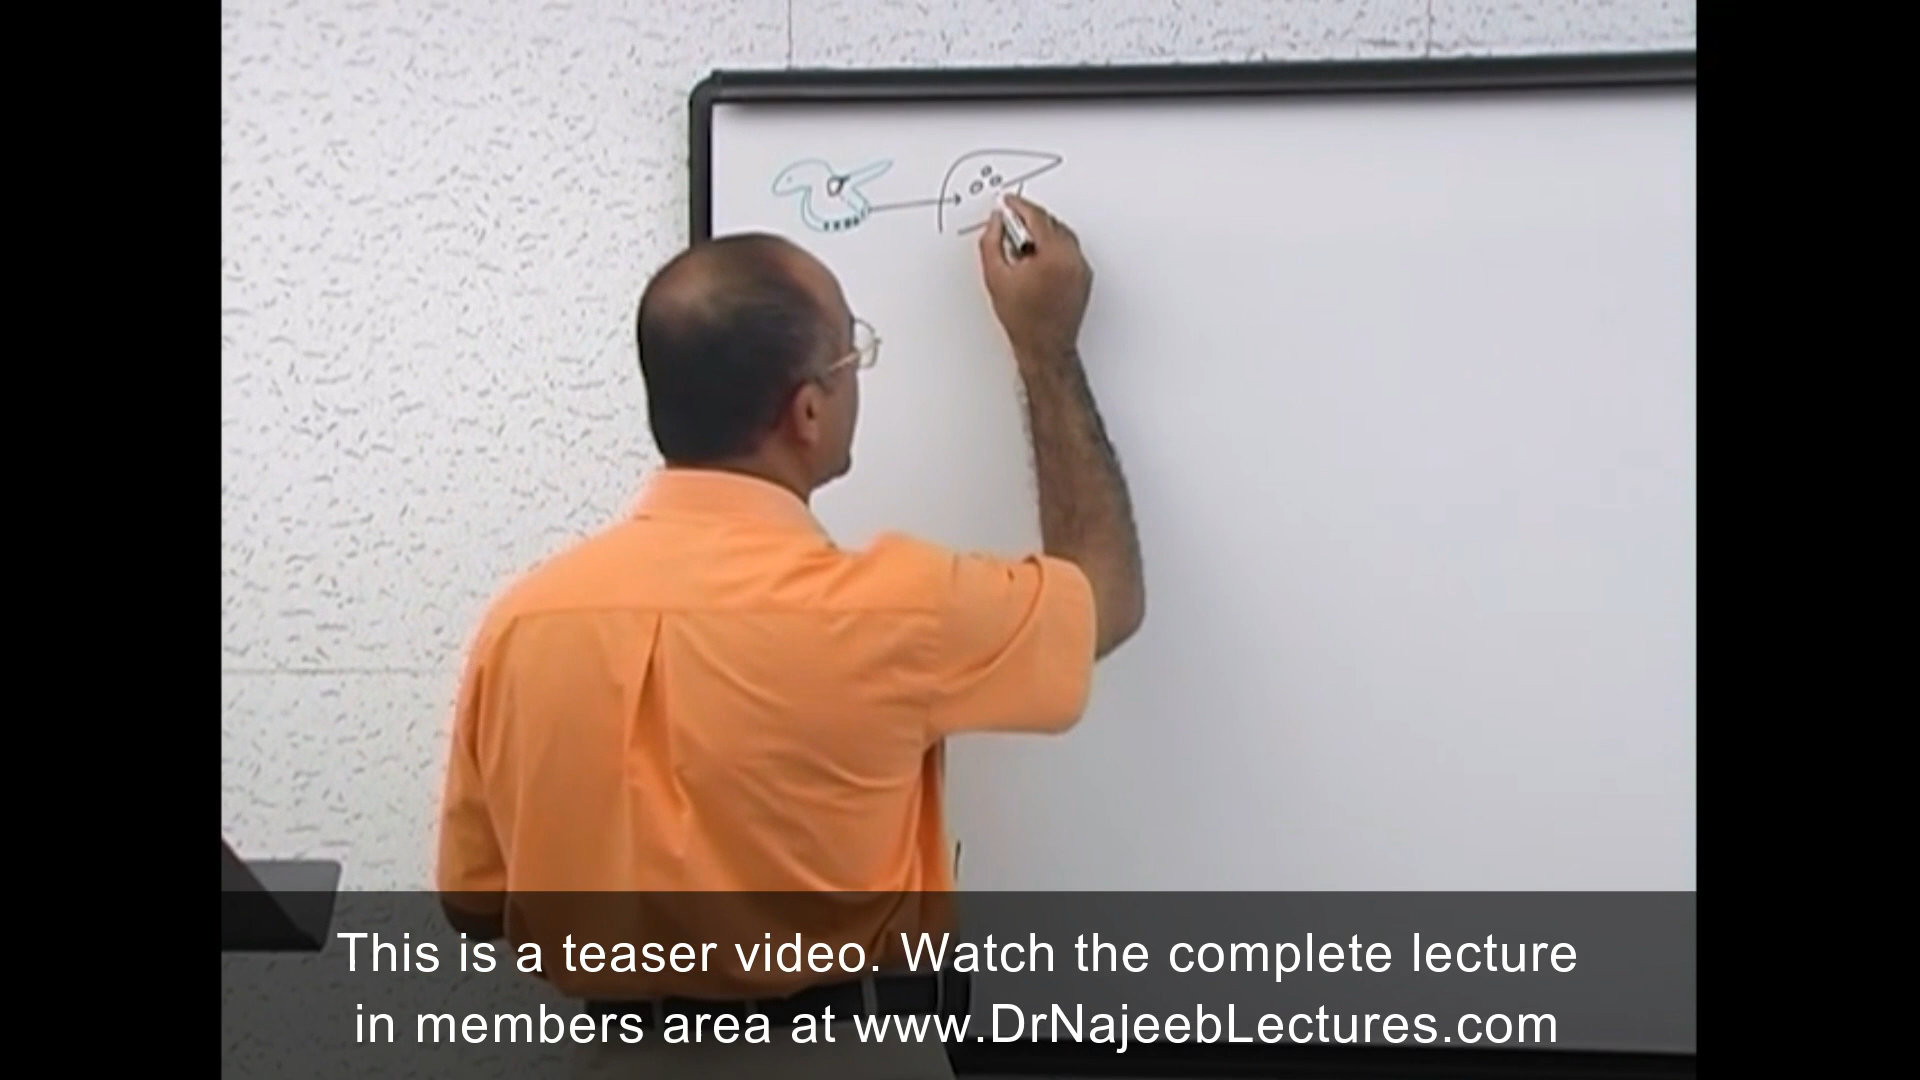 This is a teaser video. Watch the complete lecture
in members area at www.DrNajeebLectures.com